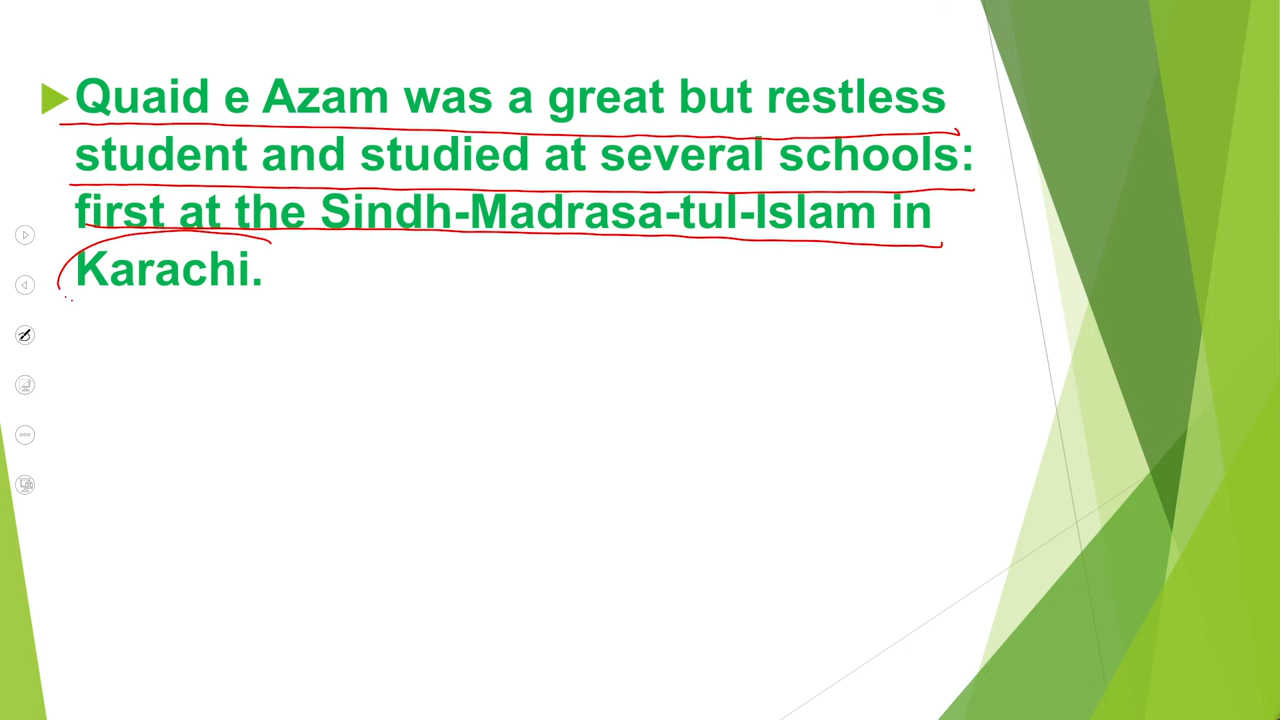 Quaid e Azam was a great but restless
student and studied at several schools:
first at the Sindh-Madrasa-tul-Islam in
Karachi.